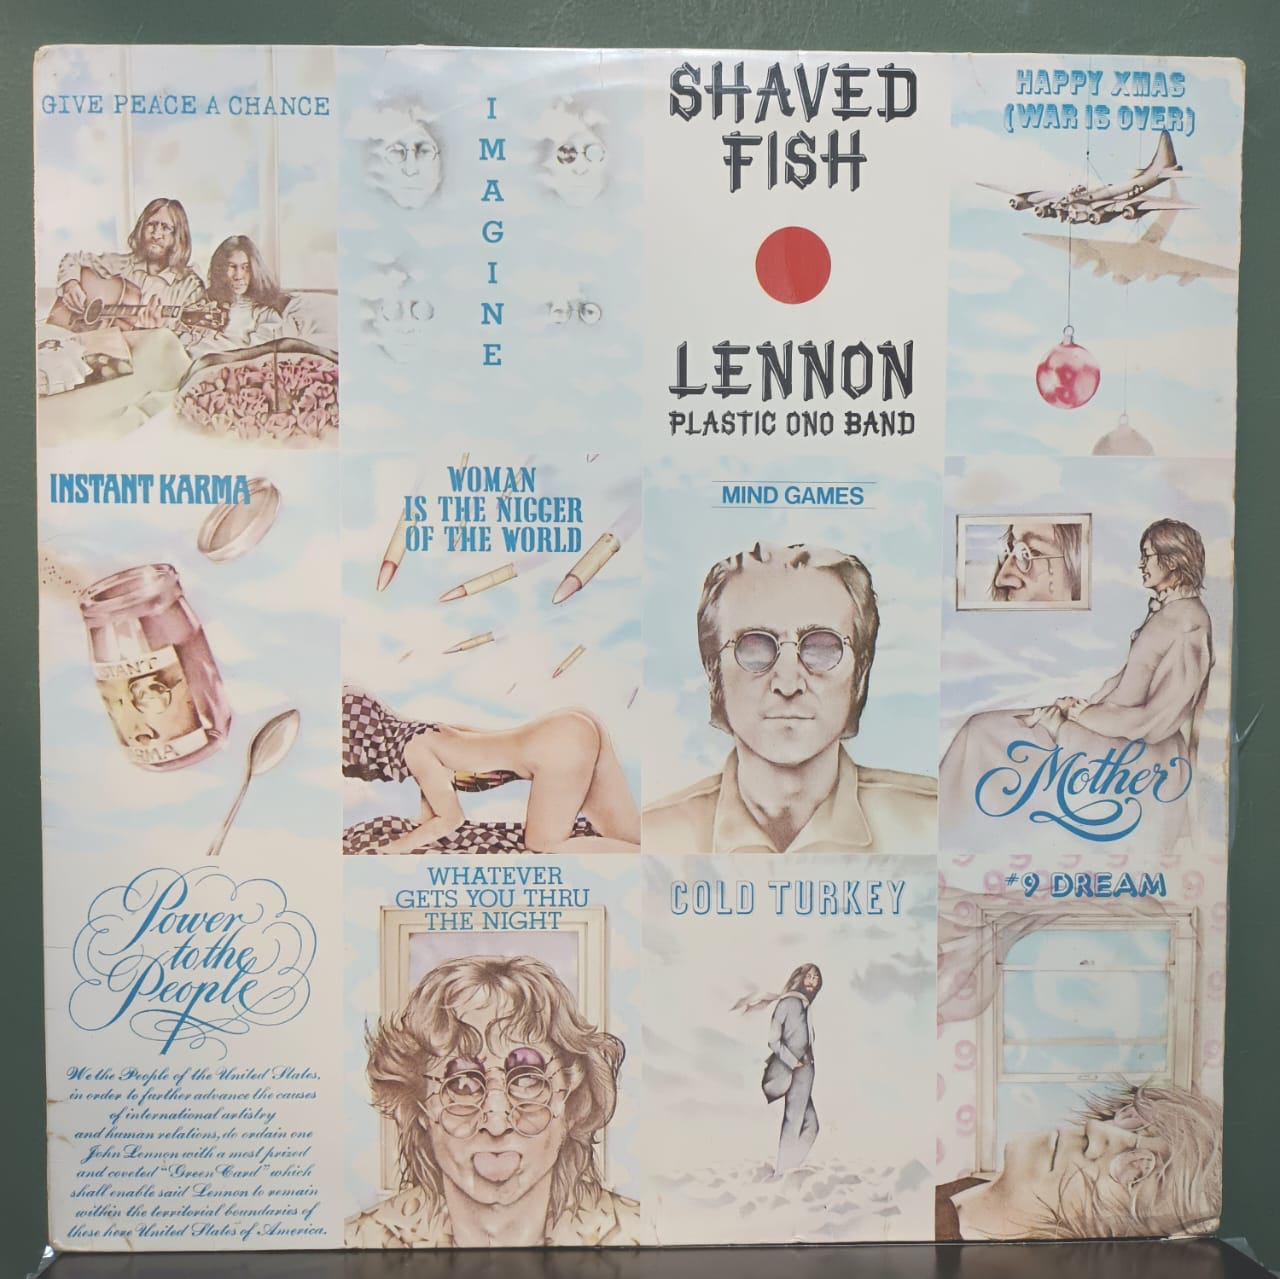 GIVE PEACE A CHANCE
I
M
A
G
I
N
E
SHAVED
FISH
LENNON
PLASTIC ONO BAND
HAPPY XMAS
(WAR IS OVER)
INSTANT KARMA
WOMAN
IS THE NIGGER
OF THE WORLD
MIND GAMES
Mother
Power
to the
People
We the People of the United States,
in order to further advance the causes
of international artistry
and human relations, do ordain one
John Lennon with a most prized
and coveted "Green Card" which
shall enable said Lennon to remain
within the territorial boundaries of
these here United States of America.
WHATEVER
GETS YOU THRU
THE NIGHT
COLD TURKEY
#9 DREAM